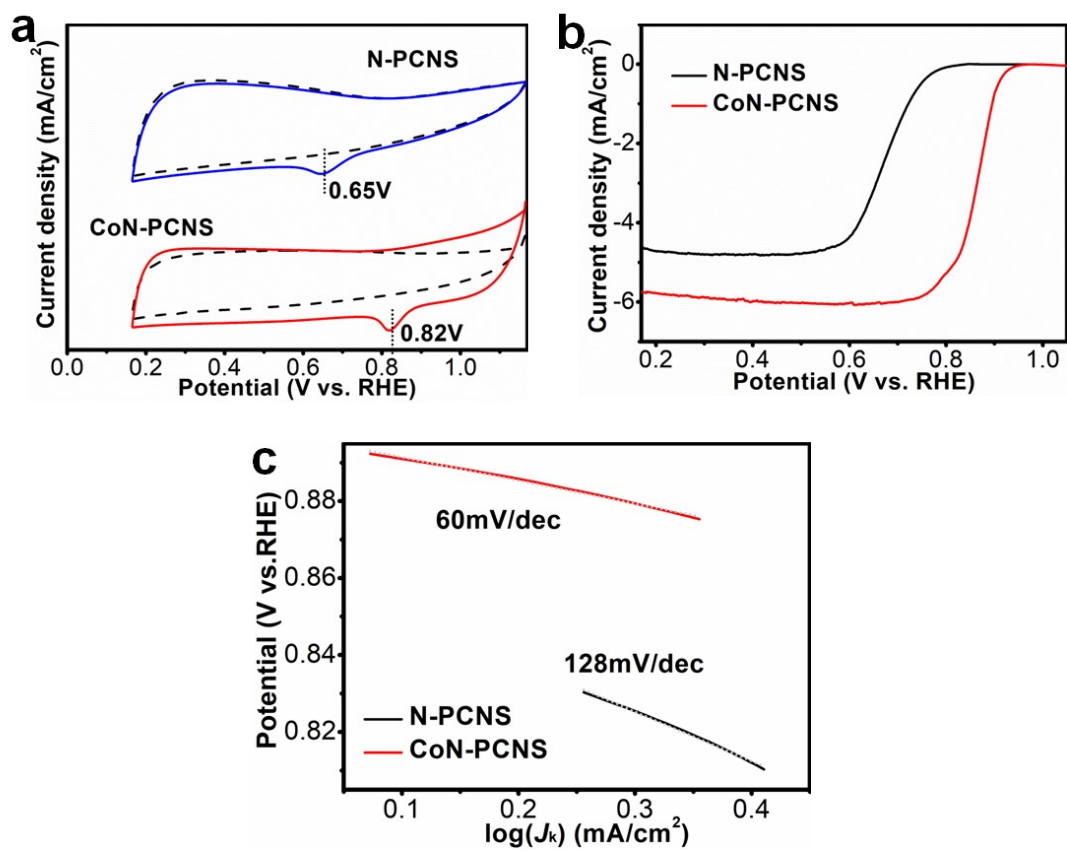 a
N-PCNS
0.65V
CoN-PCNS
0.82V
Current density (mA/cm²)
0.0 0.2 0.4 0.6 0.8 1.0
Potential (V vs. RHE)
b
N-PCNS
CoN-PCNS
Current density (mA/cm²)
0
-2
-4
-6
0.2 0.4 0.6 0.8 1.0
Potential (V vs. RHE)
c
60mV/dec
128mV/dec
N-PCNS
CoN-PCNS
Potential (V vs.RHE)
0.88
0.86
0.84
0.82
0.1 0.2 0.3 0.4
log(Jk) (mA/cm²)